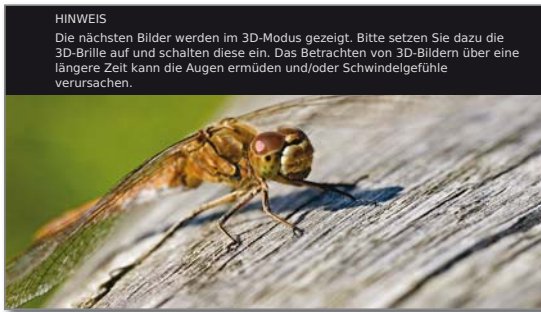 HINWEIS
Die nächsten Bilder werden im 3D-Modus gezeigt. Bitte setzen Sie dazu die
3D-Brille auf und schalten diese ein. Das Betrachten von 3D-Bildern über eine
längere Zeit kann die Augen ermüden und/oder Schwindelgefühle
verursachen.